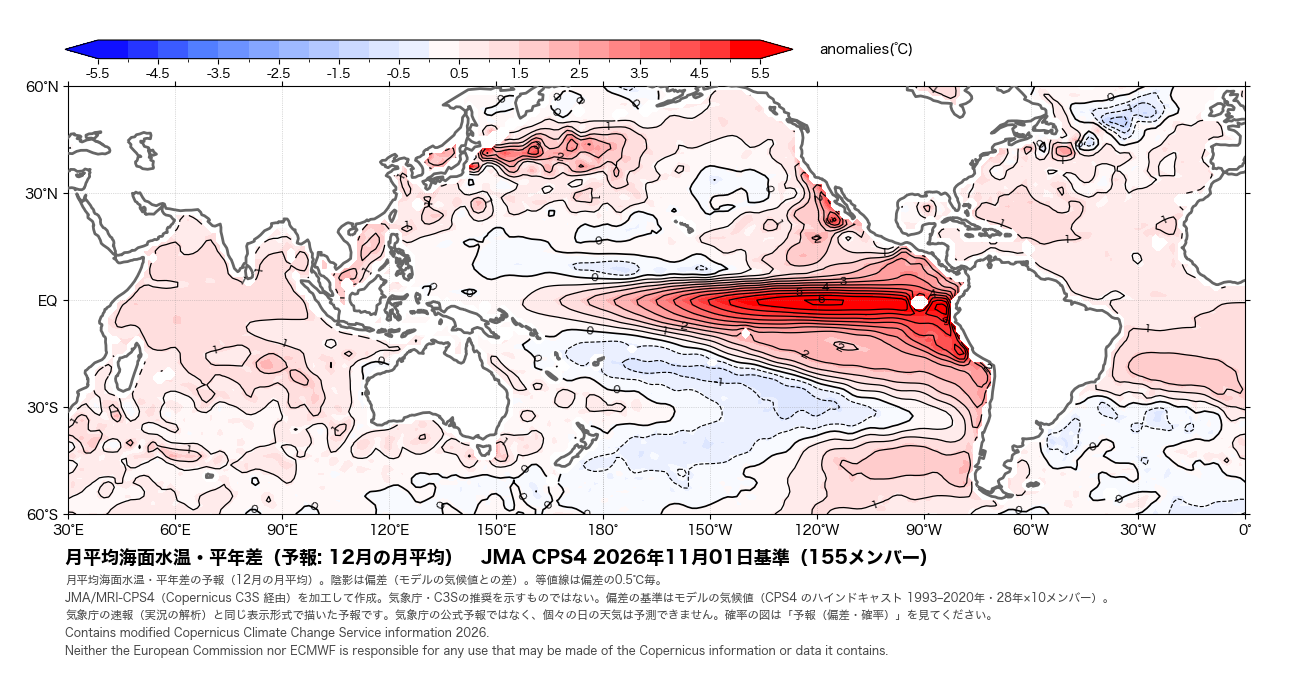 anomalies(℃)
-5.5 -4.5 -3.5 -2.5 -1.5 -0.5 0.5 1.5 2.5 3.5 4.5 5.5
60°N
30°N
EQ
30°S
60°S
30°E 60°E 90°E 120°E 150°E 180° 150°W 120°W 90°W 60°W 30°W 0°
月平均海面水温・平年差（予報: 12月の月平均） JMA CPS4 2026年11月01日基準（155メンバー）
月平均海面水温・平年差の予報（12月の月平均）。陰影は偏差（モデルの気候値との差）。等値線は偏差の0.5℃毎。
JMA/MRI-CPS4（Copernicus C3S 経由）を加工して作成。気象庁・C3Sの推奨を示すものではない。偏差の基準はモデルの気候値（CPS4 のハインドキャスト 1993–2020年・28年×10メンバー）。
気象庁の速報（実況の解析）と同じ表示形式で描いた予報です。気象庁の公式予報ではなく、個々の日の天気は予測できません。確率の図は「予報（偏差・確率）」を見てください。
Contains modified Copernicus Climate Change Service information 2026.
Neither the European Commission nor ECMWF is responsible for any use that may be made of the Copernicus information or data it contains.